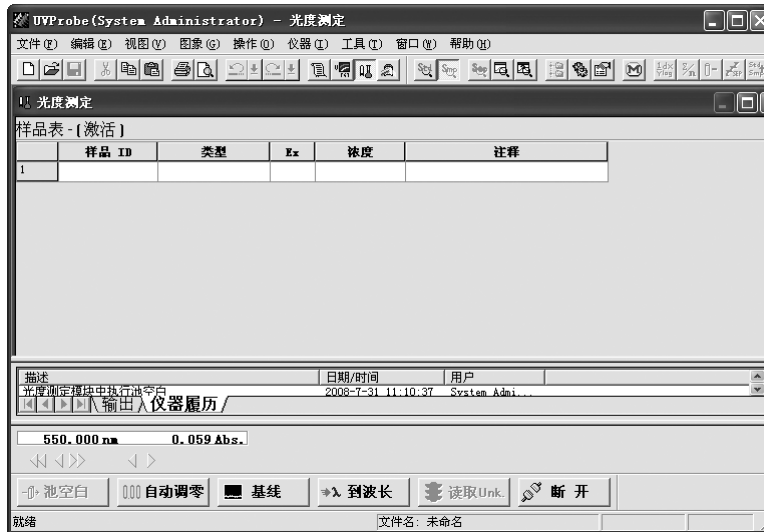 UVProbe(System Administrator) - 光度测定
文件(F) 编辑(E) 视图(V) 图象(G) 操作(O) 仪器(I) 工具(T) 窗口(W) 帮助(H)
Std Smp
M
光度测定
样品表-[激活]
样品 ID 类型 Ex 浓度 注释
1
描述 日期/时间 用户
光度测定模块中执行池空白 2008-7-31 11:10:37 System Admi...
输出 仪器履历
550.000nm 0.059Abs.
池空白 自动调零 基线 到波长 读取Unk. 断 开
就绪 文件名: 未命名